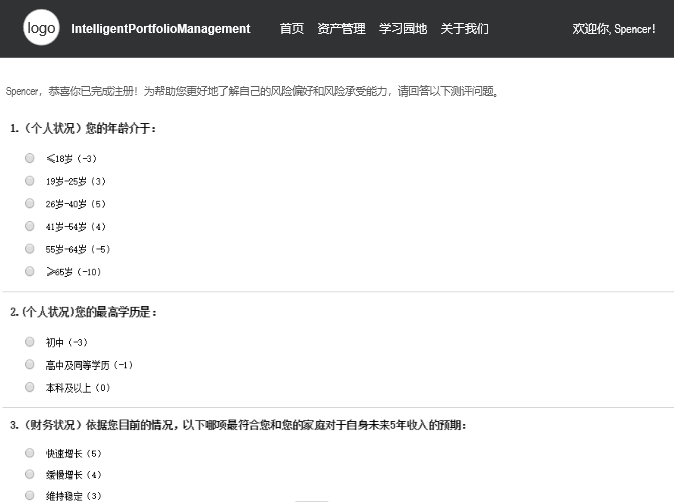 logo IntelligentPortfolioManagement 首页 资产管理 学习园地 关于我们 欢迎你, Spencer!
Spencer，恭喜你已完成注册！为帮助您更好地了解自己的风险偏好和风险承受能力，请回答以下测评问题。
1.（个人状况）您的年龄介于：
≤18岁（-3）
19岁-25岁（3）
26岁-40岁（5）
41岁-54岁（4）
55岁-64岁（-5）
≥65岁（-10）
2.(个人状况)您的最高学历是：
初中（-3）
高中及同等学历（-1）
本科及以上（0）
3.（财务状况）依据您目前的情况，以下哪项最符合您和您的家庭对于自身未来5年收入的预期：
快速增长（5）
缓慢增长（4）
维持稳定（3）